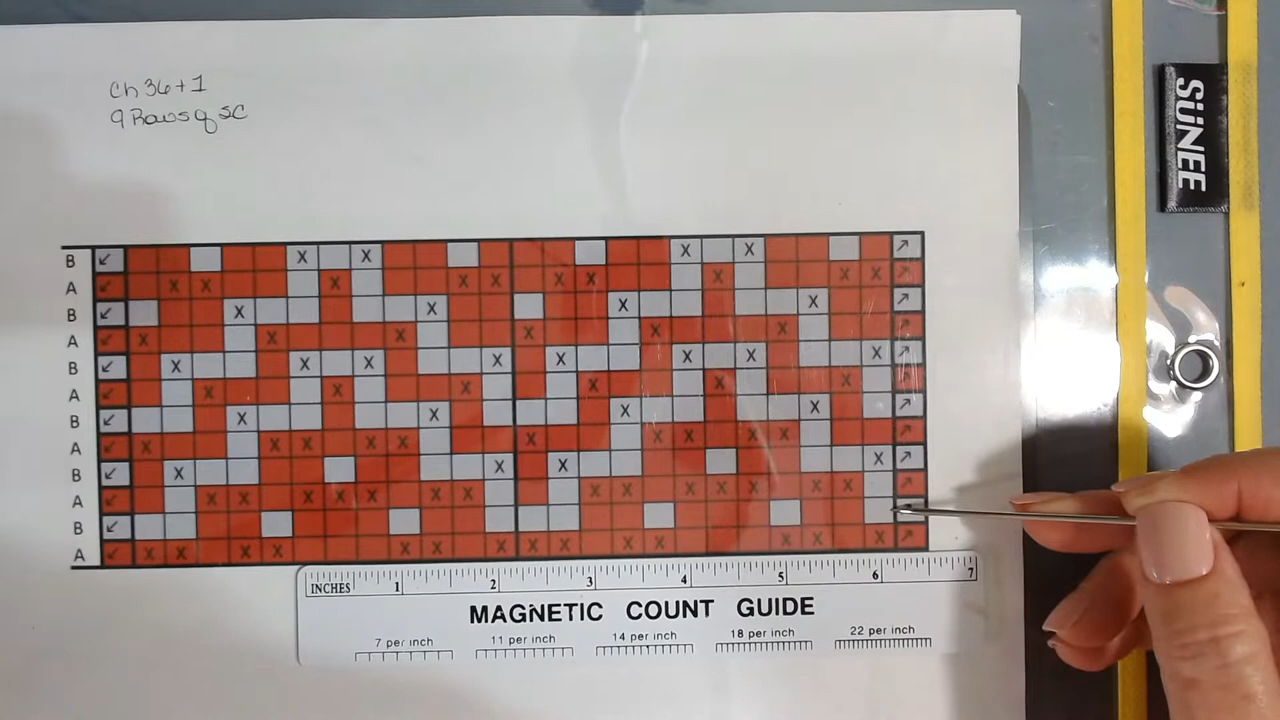 Ch 36+1
9 Rows of SC
SÜNEE
B ↙ X X X X ↗
A ↙ X X X X X X X X X X ↗
B ↙ X X X X ↗
A ↙ X X X X X X ↗
B ↙ X X X X X X X X ↗
A ↙ X X X X X X ↗
B ↙ X X X X ↗
A ↙ X X X X X X X X X X ↗
B ↙ X X X X ↗
A ↙ X X X X X X X X X X X X X X ↗
B ↙
A ↙ X X X X X X X X X X X X X X ↗
INCHES 1 2 3 4 5 6 7
MAGNETIC COUNT GUIDE
7 per inch 11 per inch 14 per inch 18 per inch 22 per inch